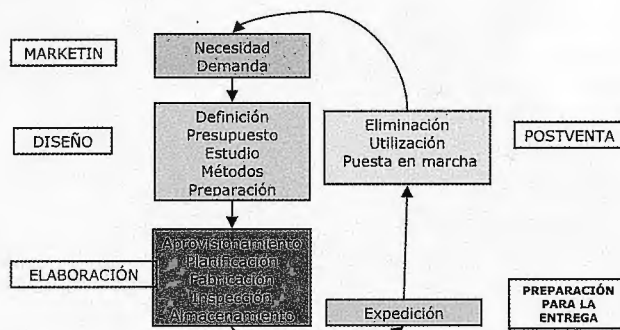 MARKETIN
Necesidad
Demanda
DISEÑO
Definición
Presupuesto
Estudio
Métodos
Preparación
Eliminación
Utilización
Puesta en marcha
POSTVENTA
ELABORACIÓN
Aprovisionamiento
Planificación
Fabricación
Inspección
Almacenamiento
Expedición
PREPARACIÓN
PARA LA
ENTREGA